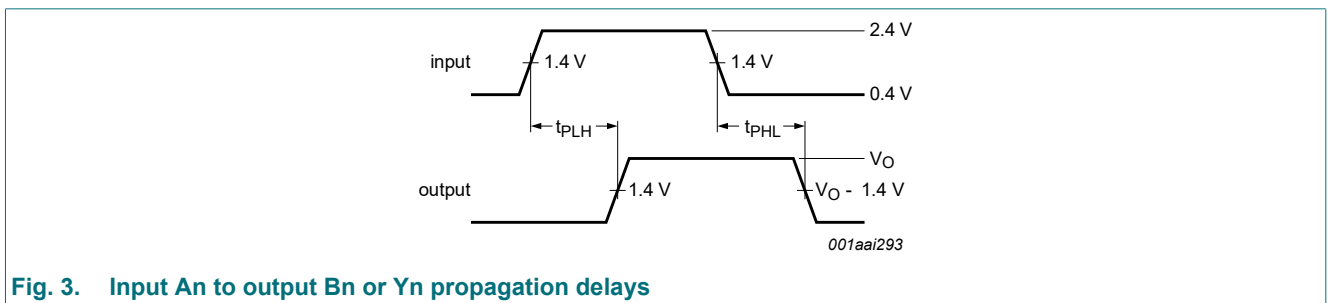 2.4 V
input 1.4 V 1.4 V
0.4 V
tPLH tPHL
VO
output 1.4 V VO - 1.4 V
001aai293
Fig. 3. Input An to output Bn or Yn propagation delays